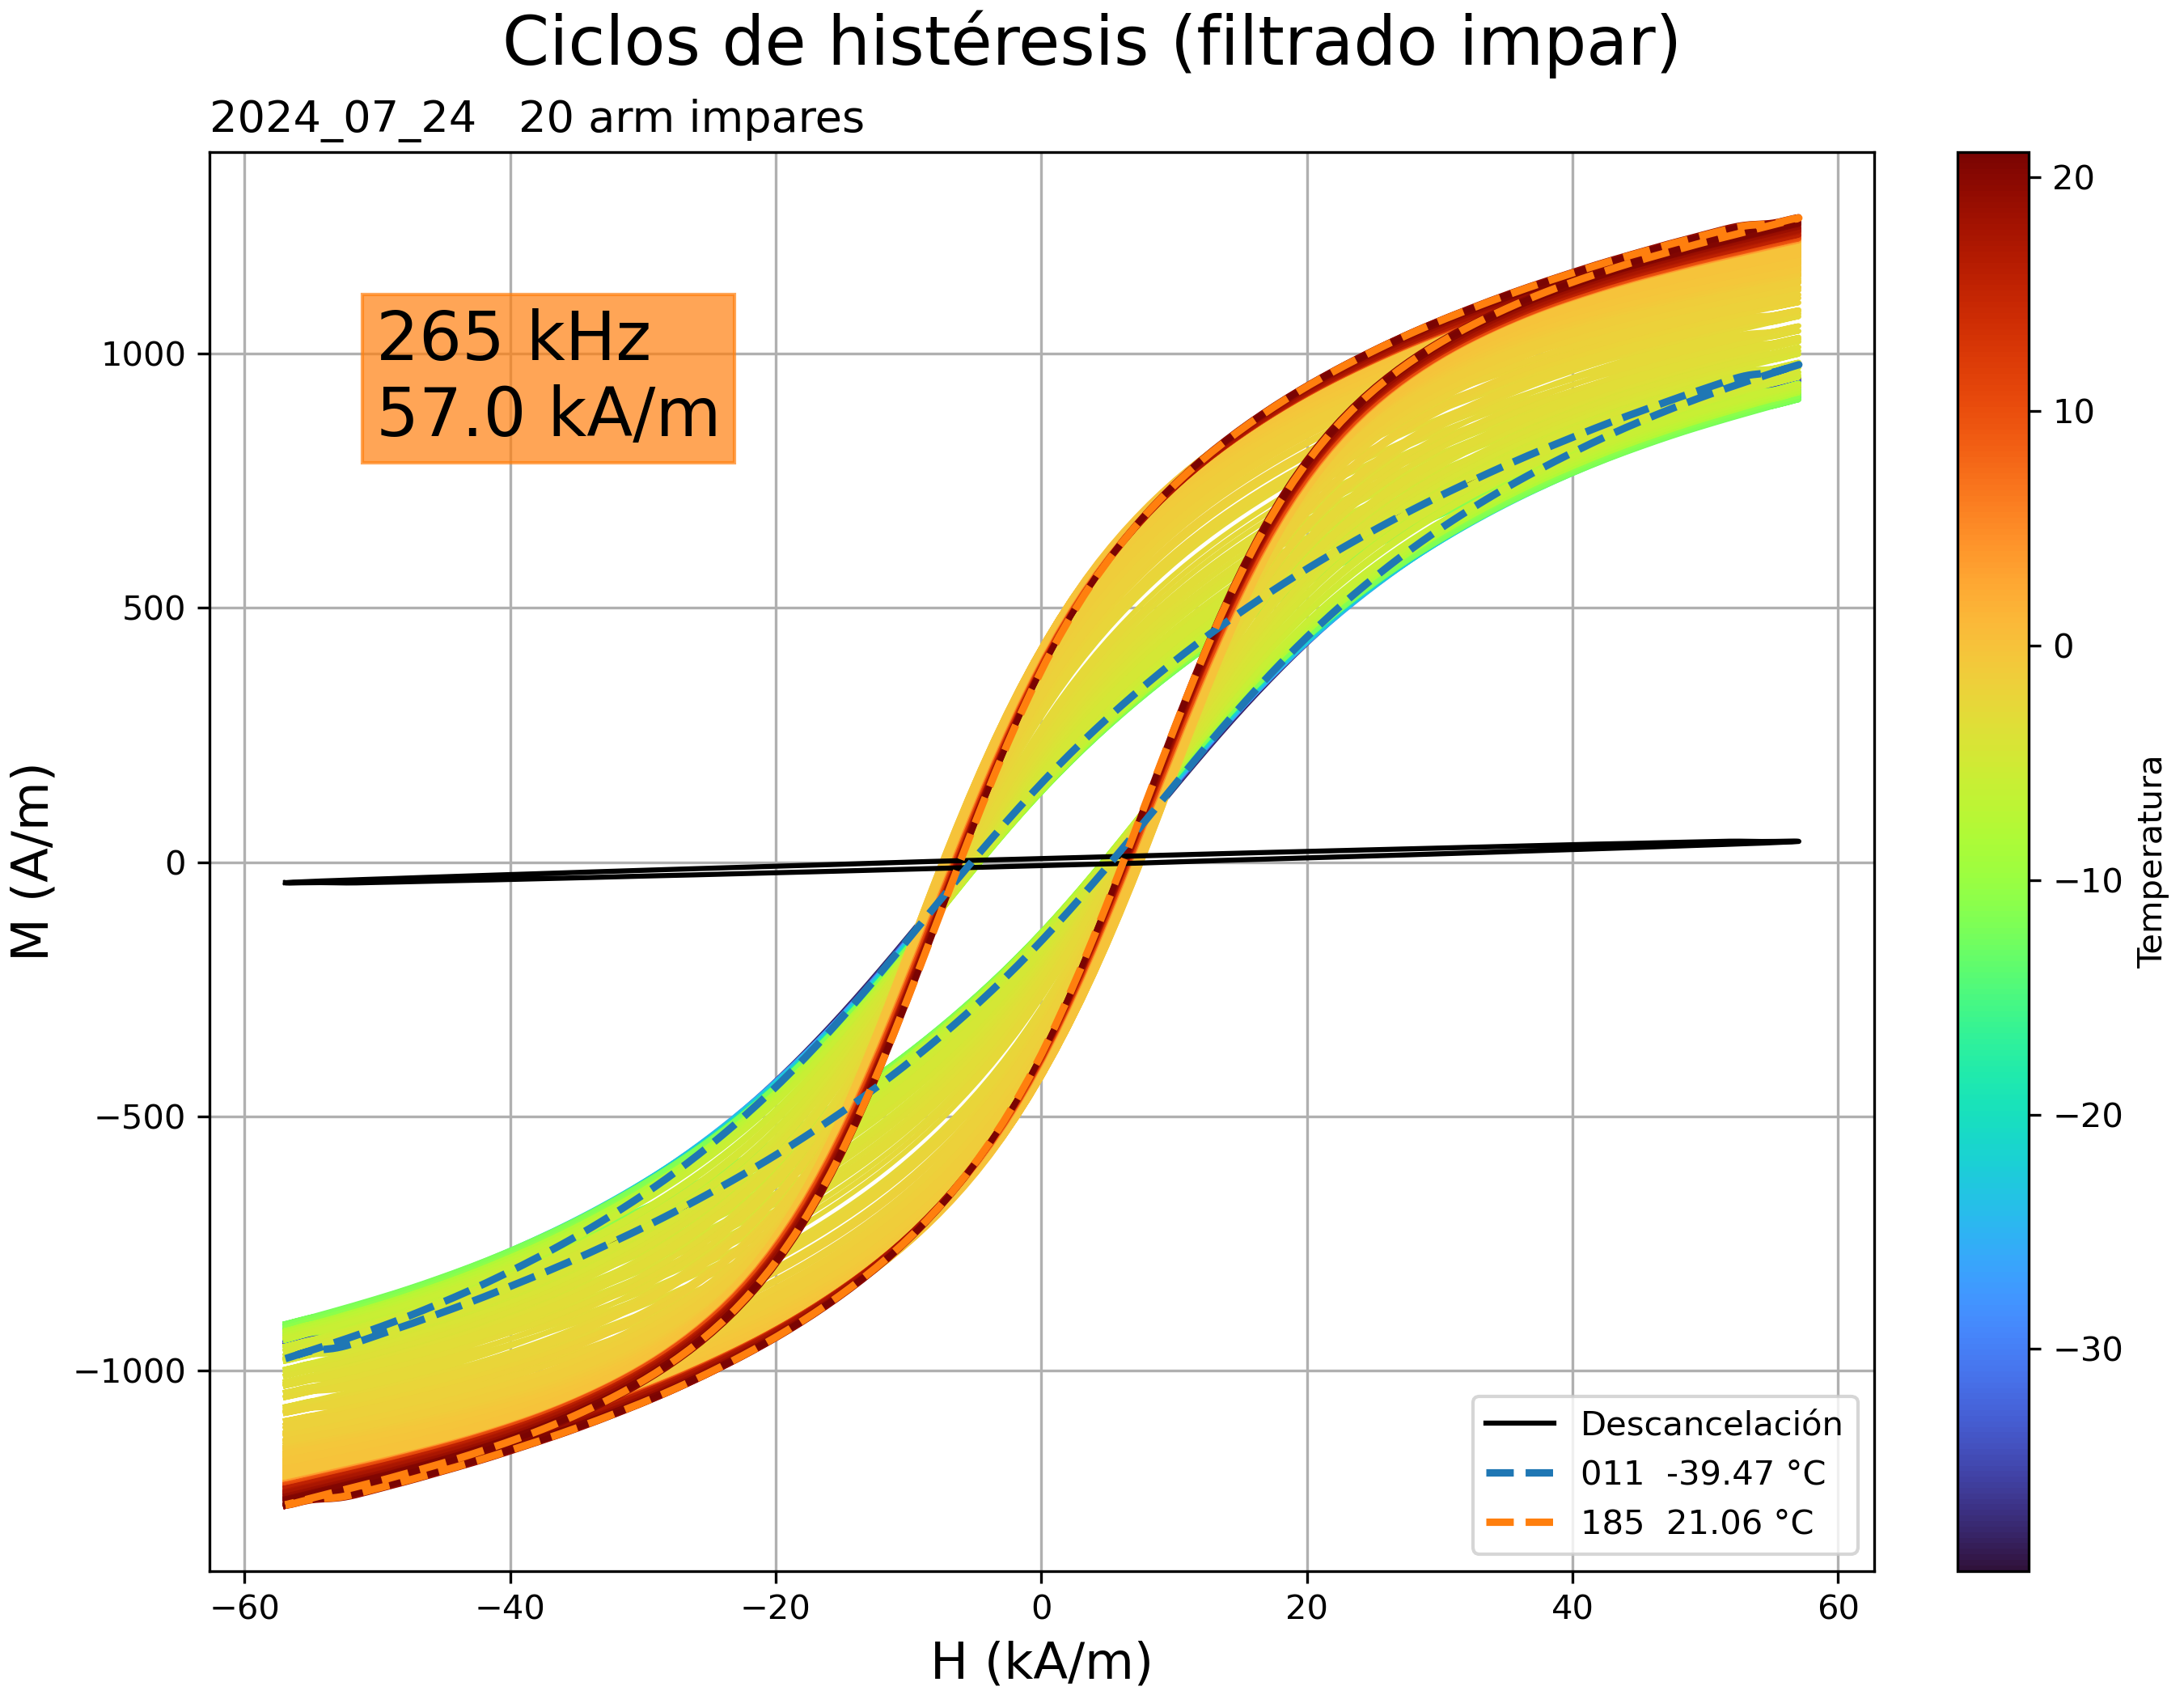 Ciclos de histéresis (filtrado impar)
2024_07_24   20 arm impares
265 kHz
57.0 kA/m
M (A/m)
1000
500
0
−500
−1000
−60
−40
−20
0
20
40
60
H (kA/m)
Descancelación
011  -39.47 °C
185  21.06 °C
20
10
0
−10
−20
−30
Temperatura